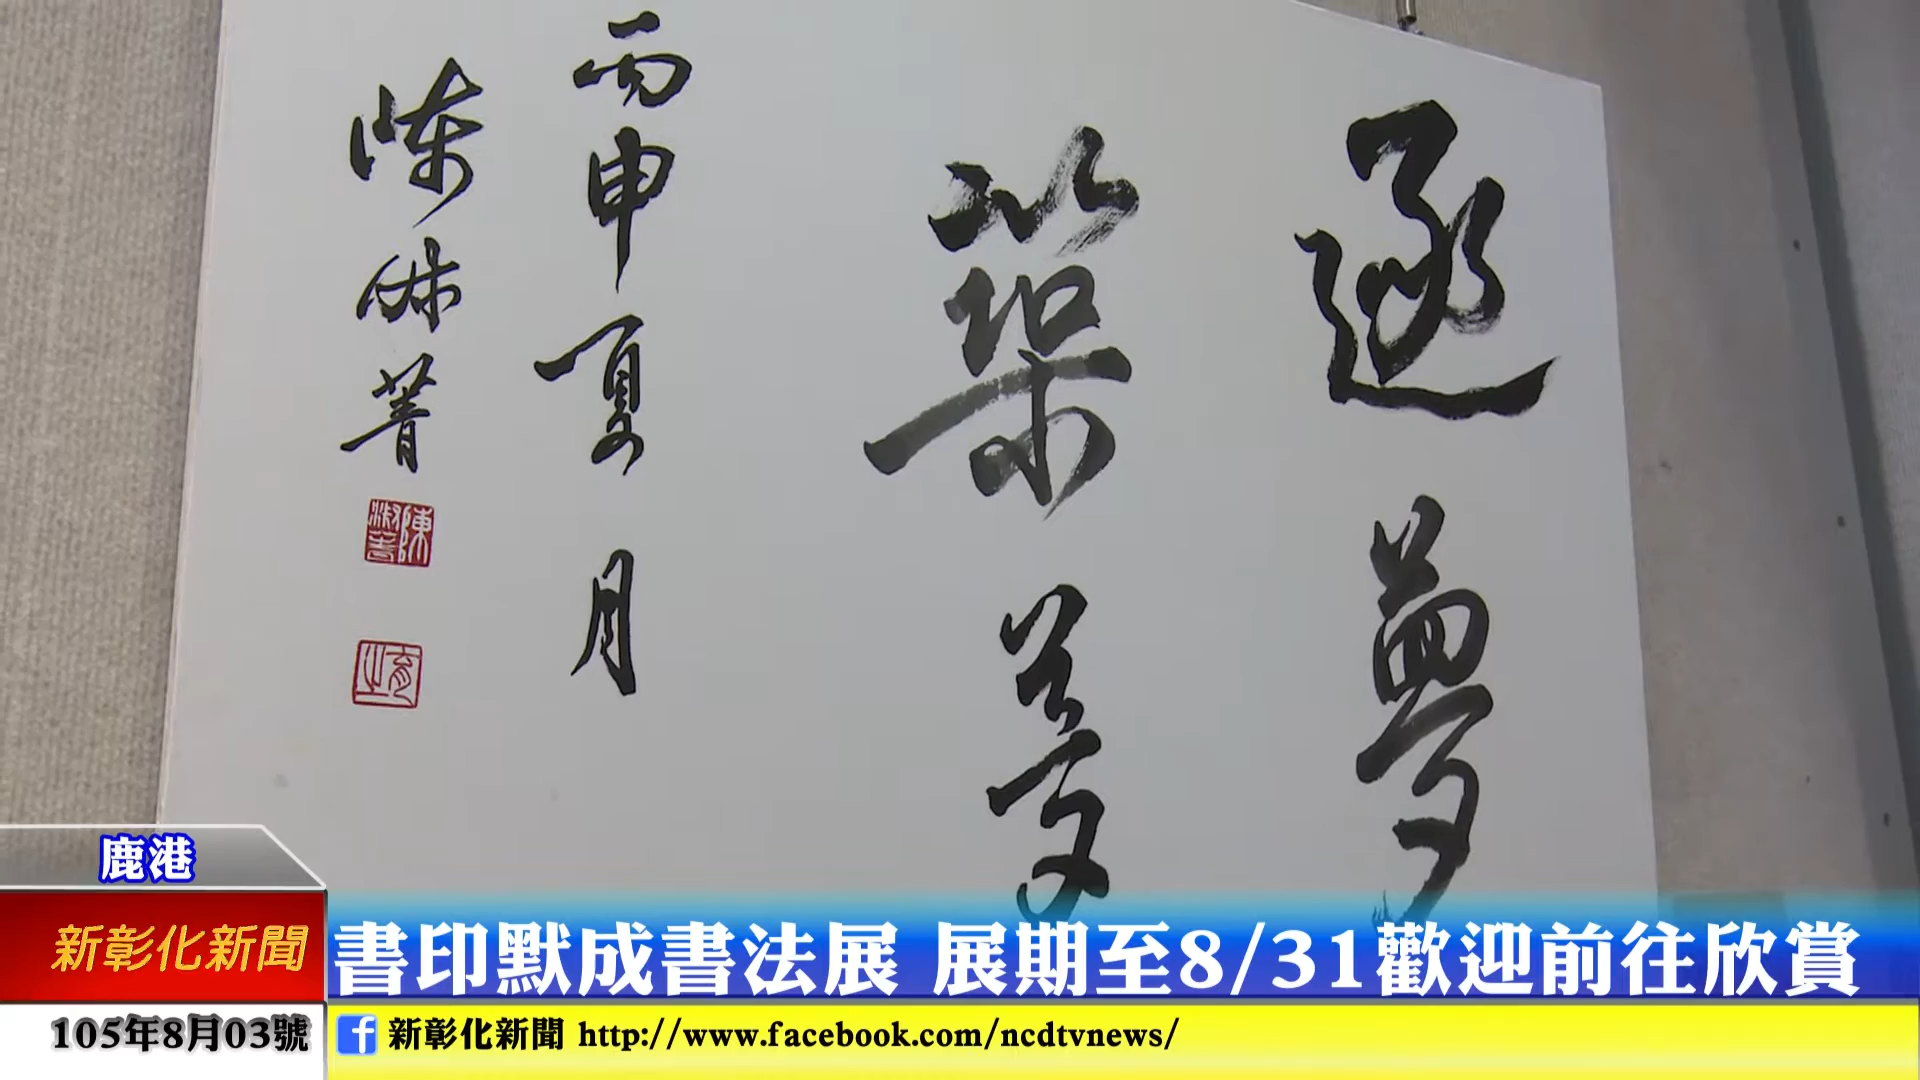 逐夢
築夢
丙申夏月
陳淑菁
鹿港
新彰化新聞
書印默成書法展 展期至8/31歡迎前往欣賞
105年8月03號
新彰化新聞 http://www.facebook.com/ncdtvnews/